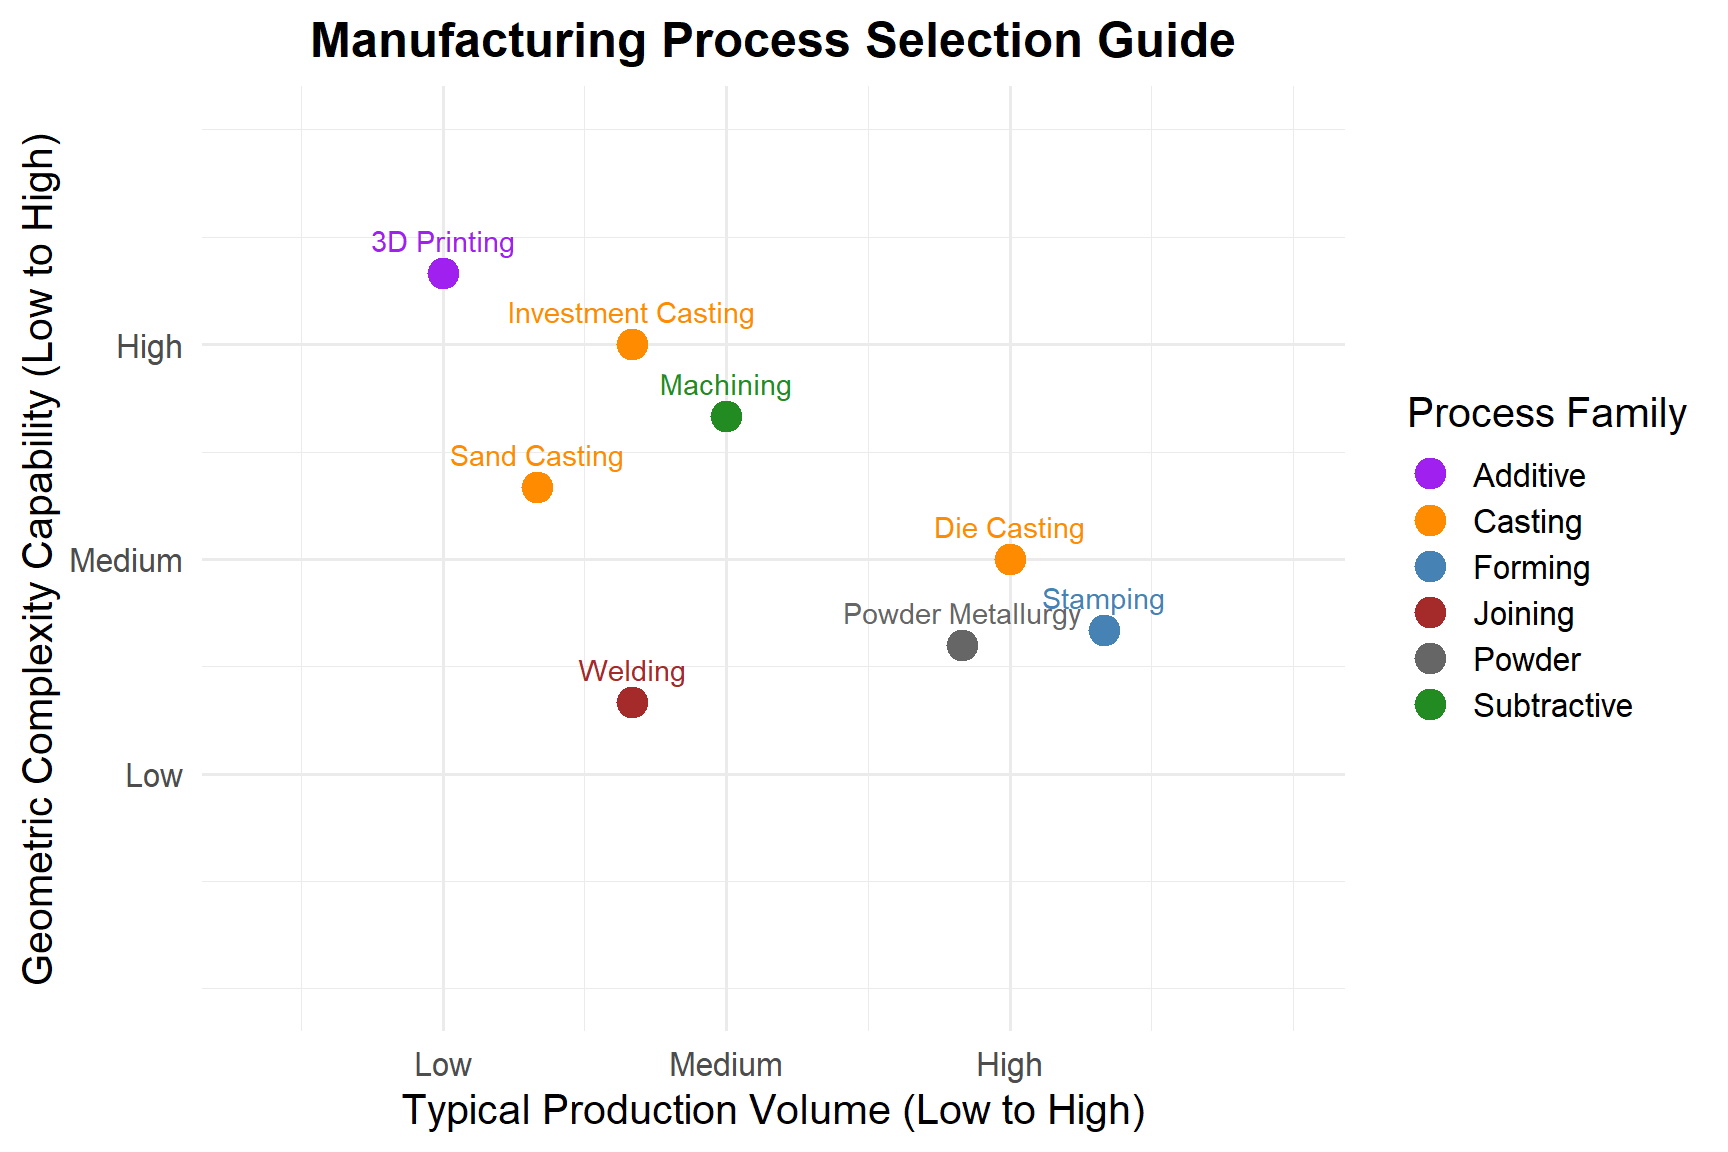 Manufacturing Process Selection Guide
Geometric Complexity Capability (Low to High)
High
Medium
Low
3D Printing
Investment Casting
Machining
Sand Casting
Die Casting
Stamping
Powder Metallurgy
Welding
Low
Medium
High
Typical Production Volume (Low to High)
Process Family
Additive
Casting
Forming
Joining
Powder
Subtractive